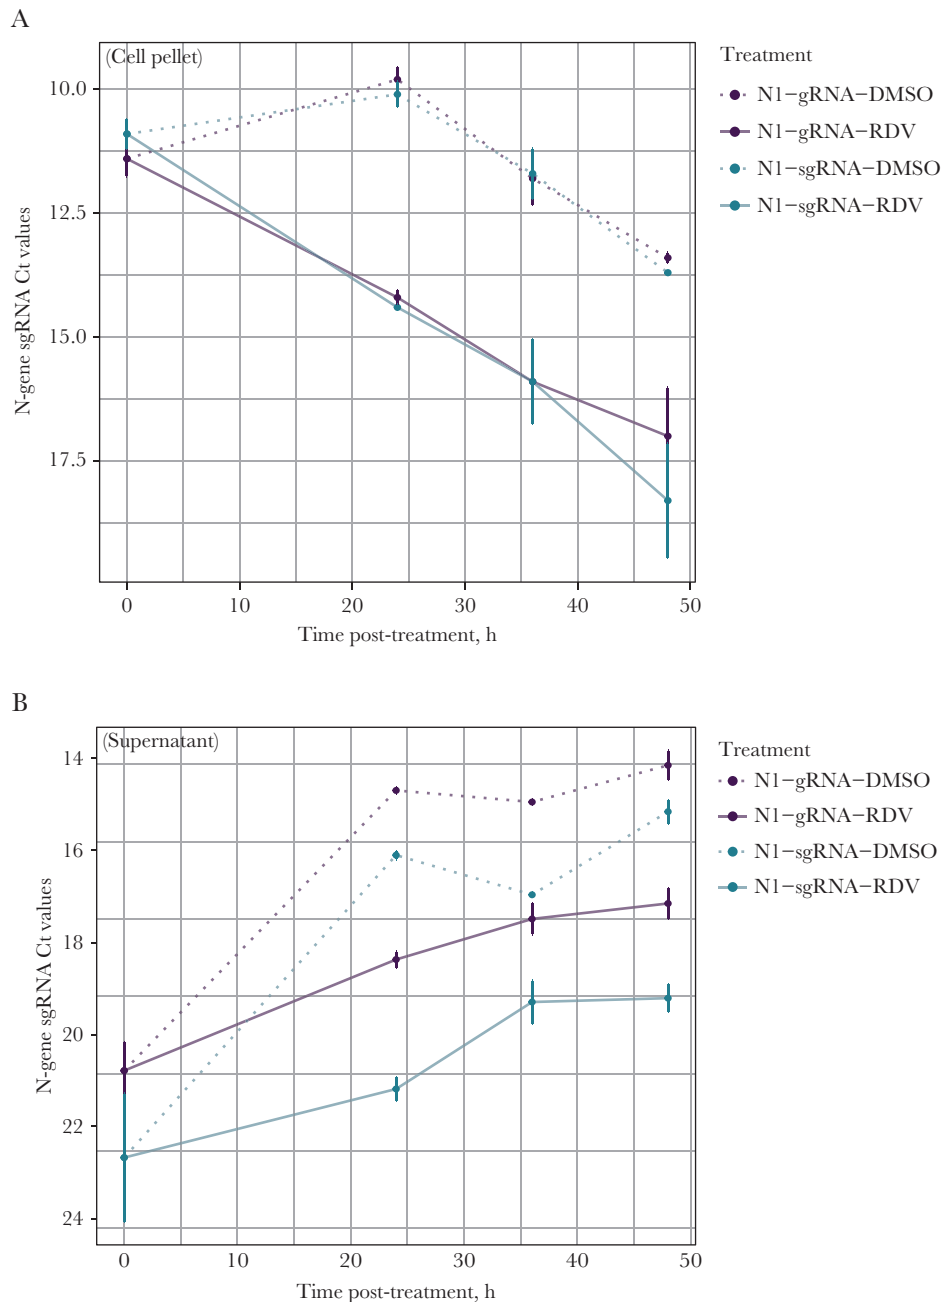 A
(Cell pellet)
10.0
12.5
15.0
17.5
N-gene sgRNA Ct values
0 10 20 30 40 50
Time post-treatment, h
Treatment
N1–gRNA–DMSO
N1–gRNA–RDV
N1–sgRNA–DMSO
N1–sgRNA–RDV
B
(Supernatant)
14
16
18
20
22
24
N-gene sgRNA Ct values
0 10 20 30 40 50
Time post-treatment, h
Treatment
N1–gRNA–DMSO
N1–gRNA–RDV
N1–sgRNA–DMSO
N1–sgRNA–RDV